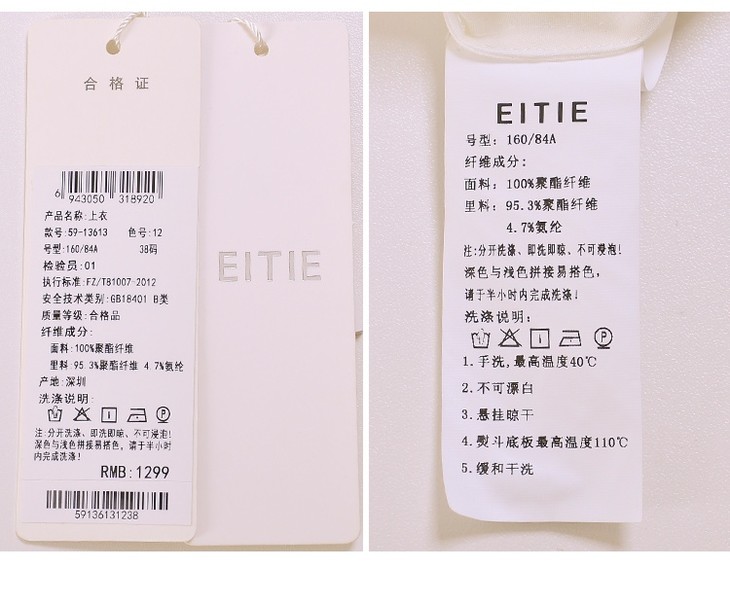 合格证
6 943050 318920
产品名称:上衣
款号:59-13613 色号:12
号型:160/84A 38码
检验员:01
执行标准:FZ/T81007-2012
安全技术类别:GB18401 B类
质量等级:合格品
纤维成分:
面料:100%聚酯纤维
里料:95.3%聚酯纤维 4.7%氨纶
产地:深圳
洗涤说明:
P
注:分开洗涤、即洗即晾、不可浸泡!
深色与浅色拼接易搭色, 请于半小时
内完成洗涤!
RMB:1299
59136131238
EITIE
EITIE
号型: 160/84A
纤维成分:
面料: 100%聚酯纤维
里料: 95.3%聚酯纤维
4.7%氨纶
注:分开洗涤、即洗即晾、不可浸泡!
深色与浅色拼接易搭色,
请于半小时内完成洗涤!
洗涤说明:
P
1.手洗,最高温度40℃
2.不可漂白
3.悬挂晾干
4.熨斗底板最高温度110℃
5.缓和干洗